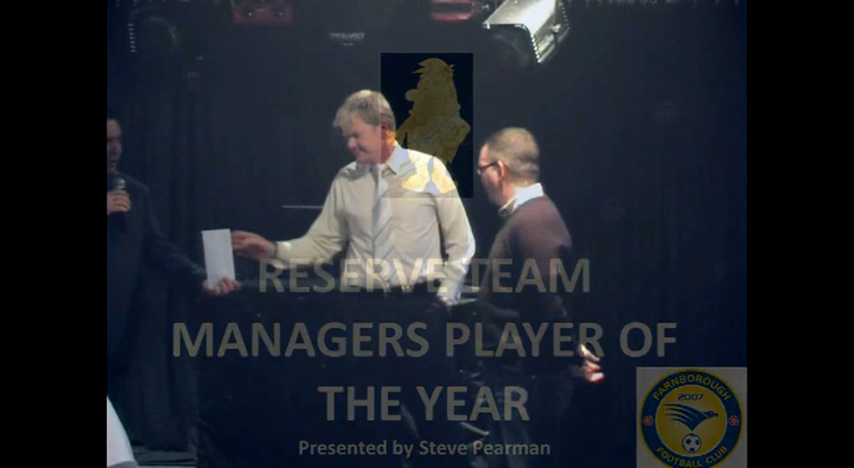 RESERVE TEAM
MANAGERS PLAYER OF
THE YEAR
Presented by Steve Pearman
FARNBOROUGH
2007
FOOTBALL CLUB